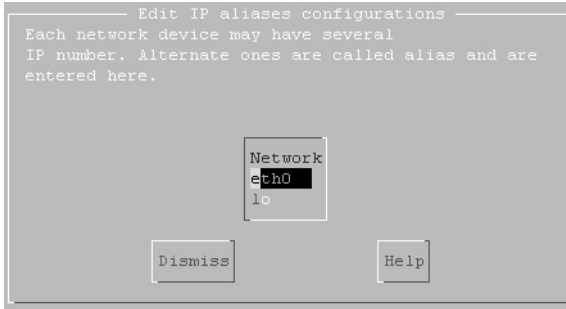 Edit IP aliases configurations
Each network device may have several
IP number. Alternate ones are called alias and are
entered here.
Network
eth0
lo
Dismiss
Help